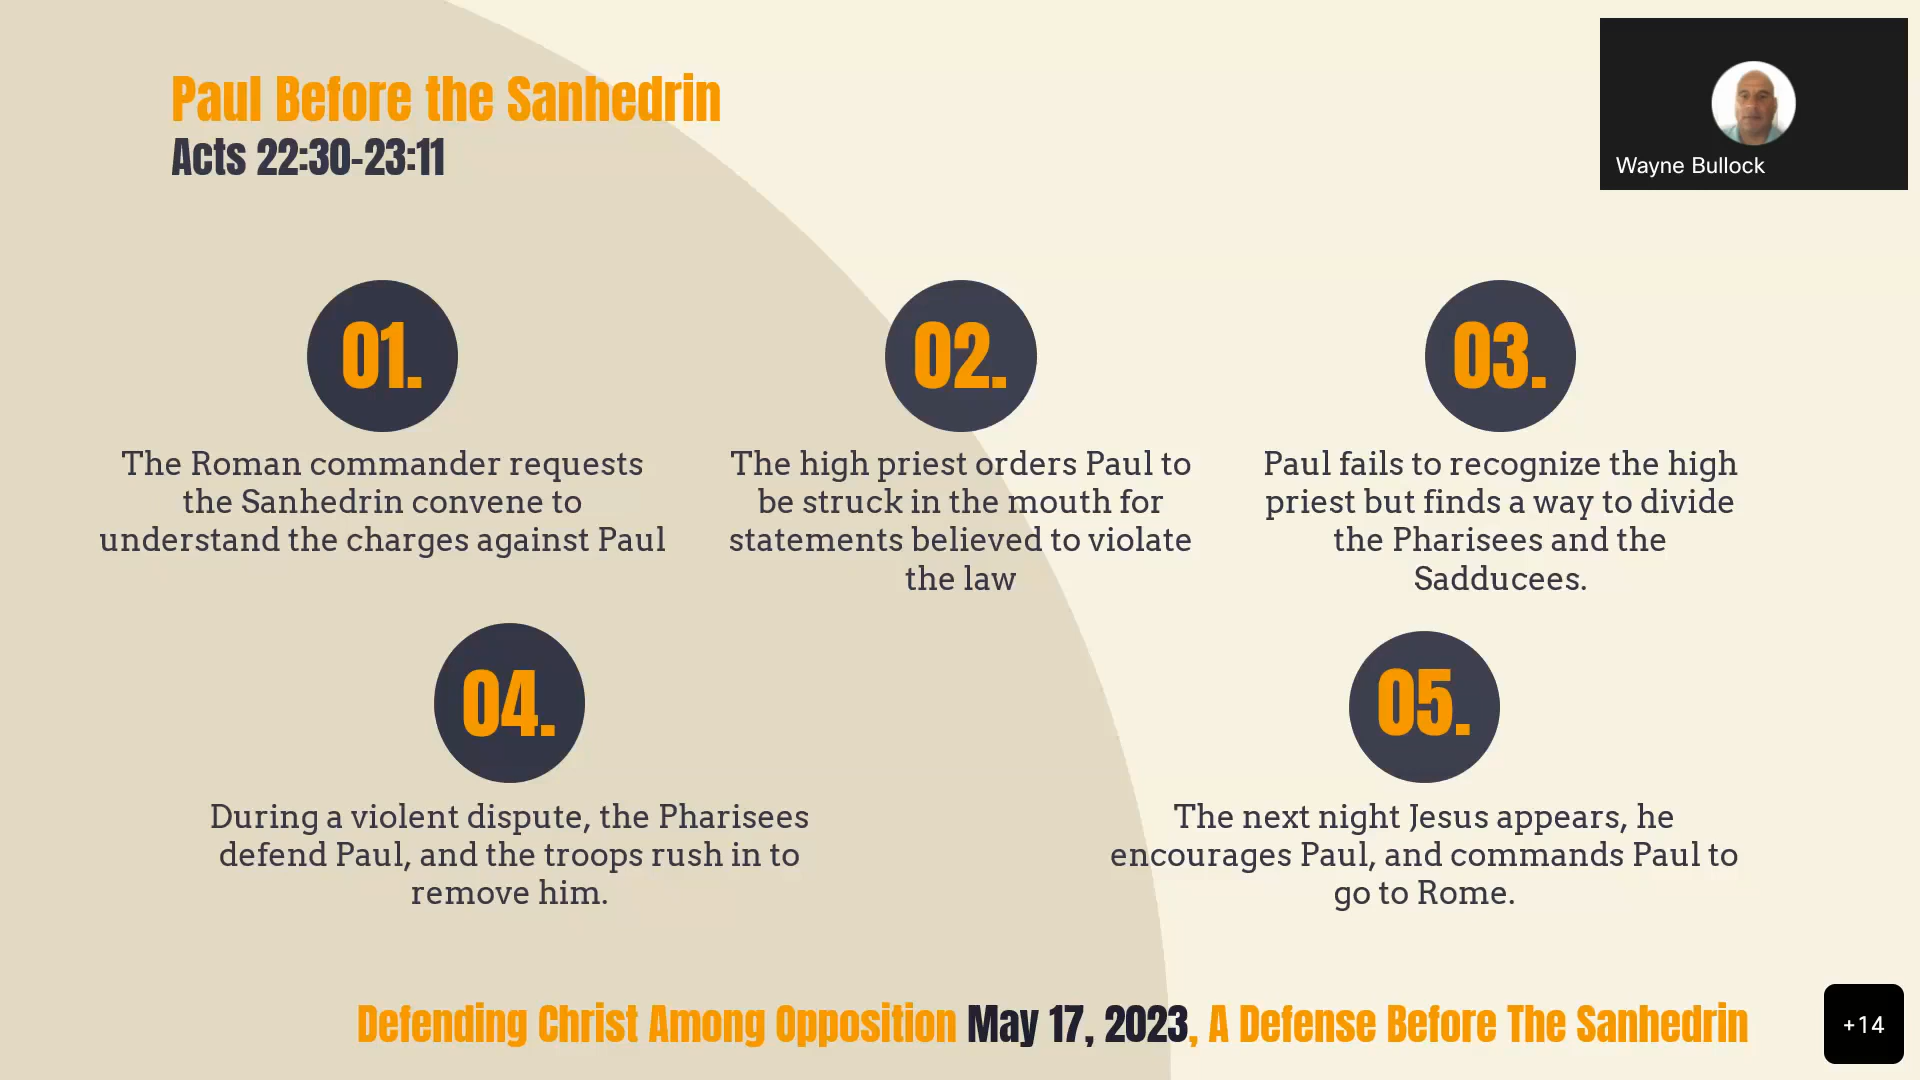 Paul Before the Sanhedrin
Acts 22:30-23:11
Wayne Bullock
01.
The Roman commander requests
the Sanhedrin convene to
understand the charges against Paul
02.
The high priest orders Paul to
be struck in the mouth for
statements believed to violate
the law
03.
Paul fails to recognize the high
priest but finds a way to divide
the Pharisees and the
Sadducees.
04.
During a violent dispute, the Pharisees
defend Paul, and the troops rush in to
remove him.
05.
The next night Jesus appears, he
encourages Paul, and commands Paul to
go to Rome.
Defending Christ Among Opposition May 17, 2023, A Defense Before The Sanhedrin
+14